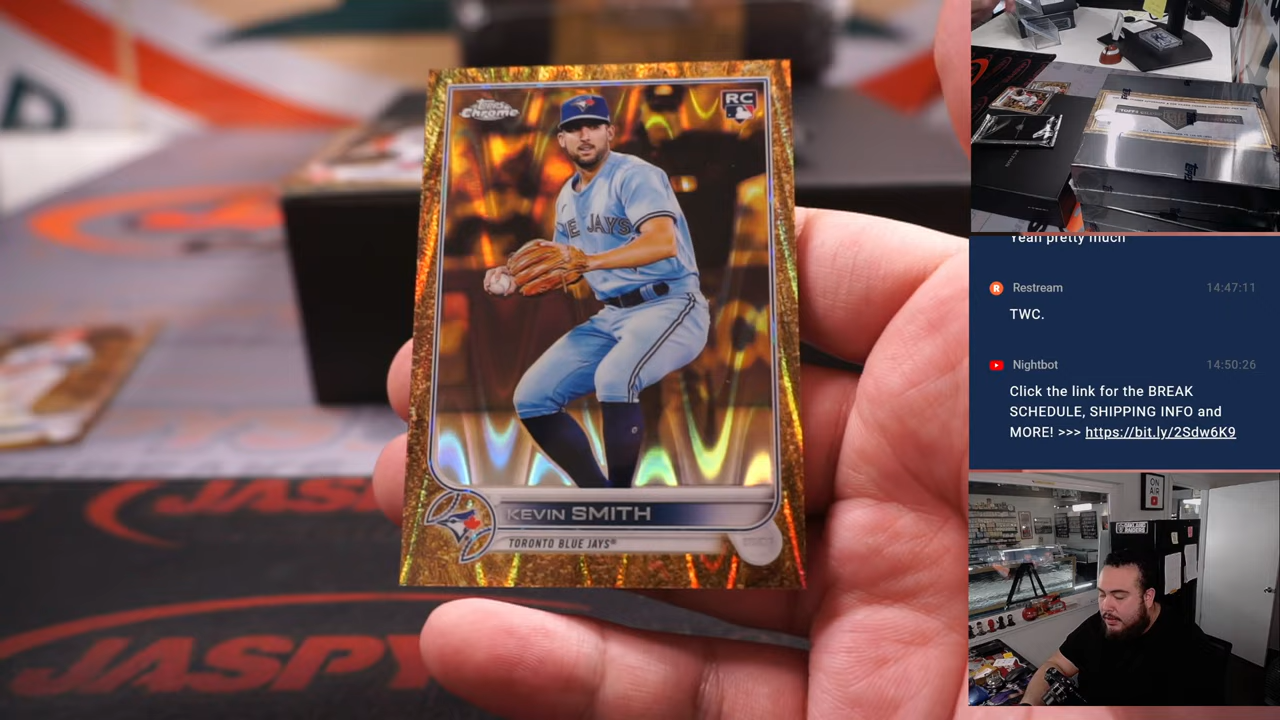 Topps
Chrome
RC
E JAYS
KEVIN SMITH
TORONTO BLUE JAYS®
JASPY
JASPY
Yeah pretty much
Restream 14:47:11
TWC.
Nightbot 14:50:26
Click the link for the BREAK
SCHEDULE, SHIPPING INFO and
MORE! >>> https://bit.ly/2Sdw6K9
ON
AIR